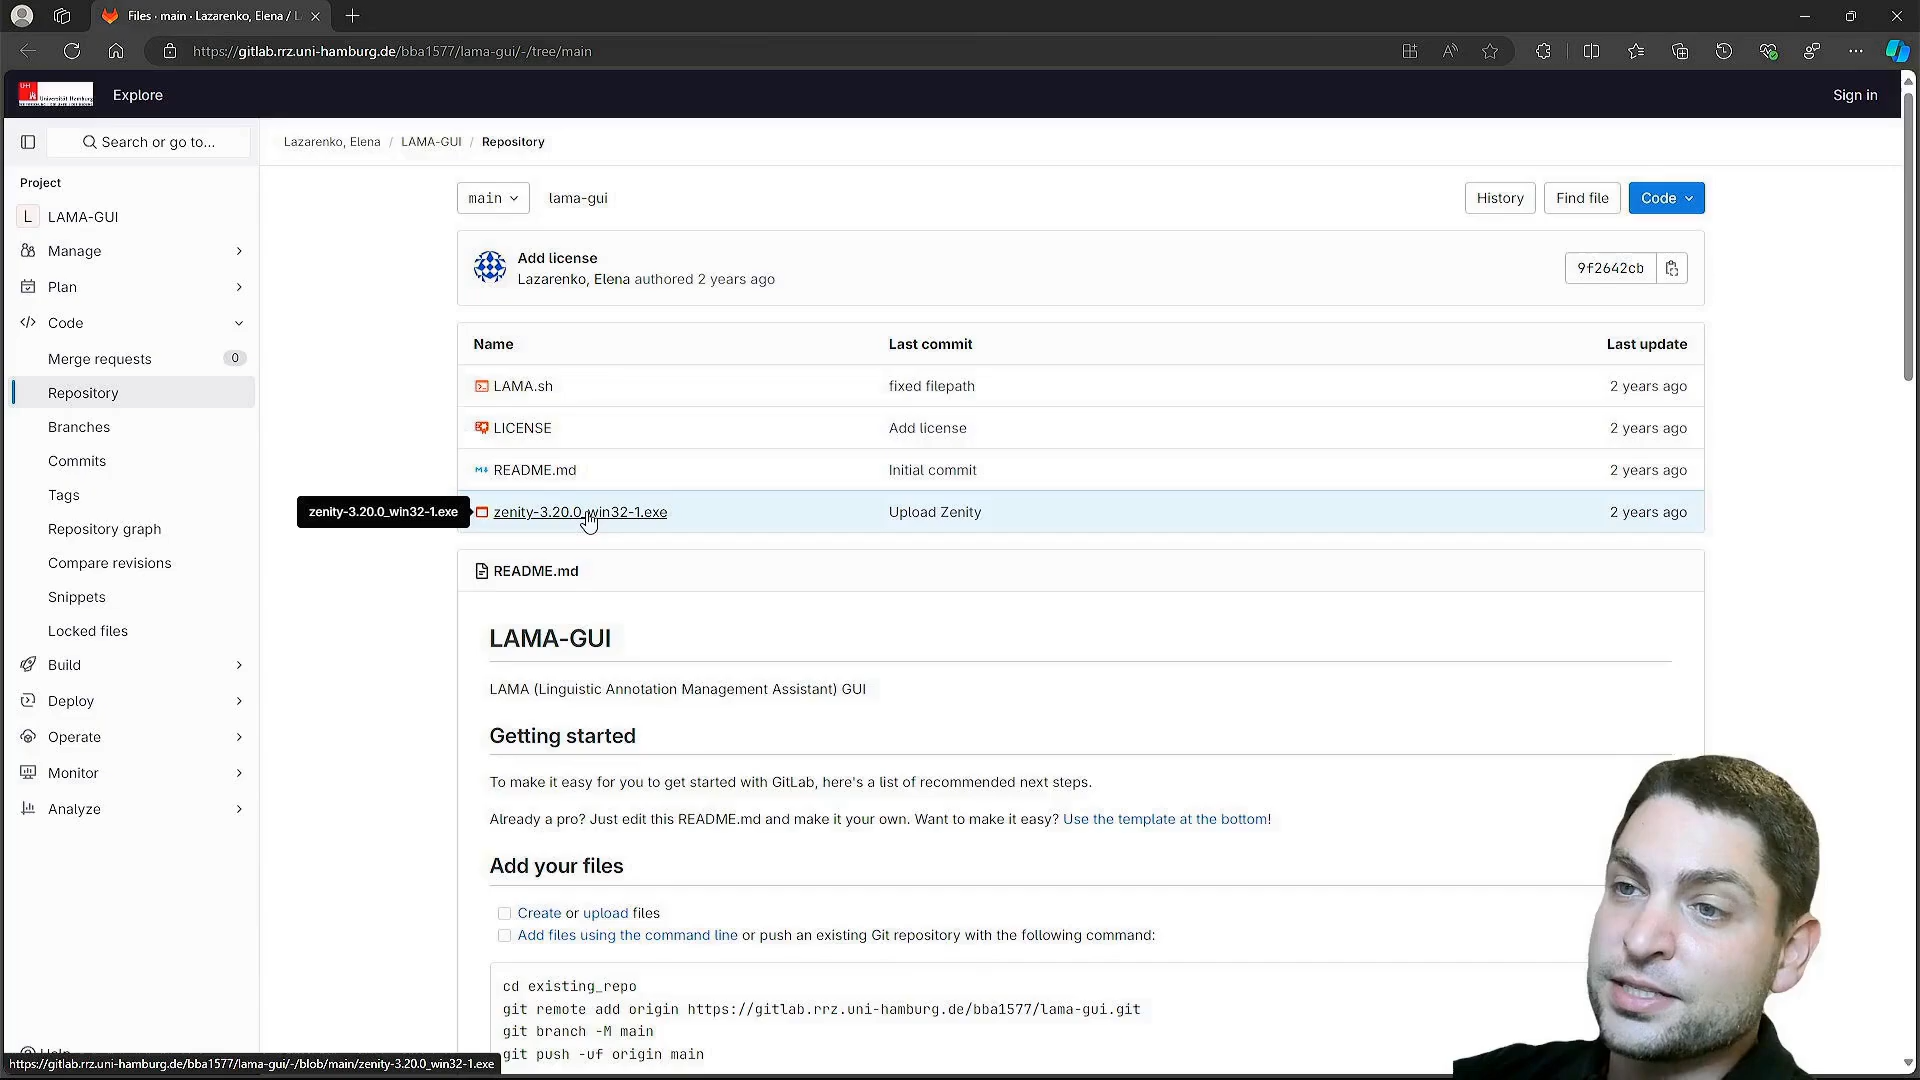 Files · main · Lazarenko, Elena / L
https://gitlab.rrz.uni-hamburg.de/bba1577/lama-gui/-/tree/main
Universität Hamburg
Explore
Sign in
Search or go to...
Lazarenko, Elena / LAMA-GUI / Repository
Project
L LAMA-GUI
Manage
Plan
Code
Merge requests 0
Repository
Branches
Commits
Tags
Repository graph
Compare revisions
Snippets
Locked files
Build
Deploy
Operate
Monitor
Analyze
Help
main
lama-gui
History
Find file
Code
Add license
Lazarenko, Elena authored 2 years ago
9f2642cb
Name Last commit Last update
LAMA.sh fixed filepath 2 years ago
LICENSE Add license 2 years ago
README.md Initial commit 2 years ago
zenity-3.20.0_win32-1.exe
zenity-3.20.0_win32-1.exe Upload Zenity 2 years ago
README.md
LAMA-GUI
LAMA (Linguistic Annotation Management Assistant) GUI
Getting started
To make it easy for you to get started with GitLab, here's a list of recommended next steps.
Already a pro? Just edit this README.md and make it your own. Want to make it easy? Use the template at the bottom!
Add your files
Create or upload files
Add files using the command line or push an existing Git repository with the following command:
cd existing_repo
git remote add origin https://gitlab.rrz.uni-hamburg.de/bba1577/lama-gui.git
git branch -M main
git push -uf origin main
https://gitlab.rrz.uni-hamburg.de/bba1577/lama-gui/-/blob/main/zenity-3.20.0_win32-1.exe